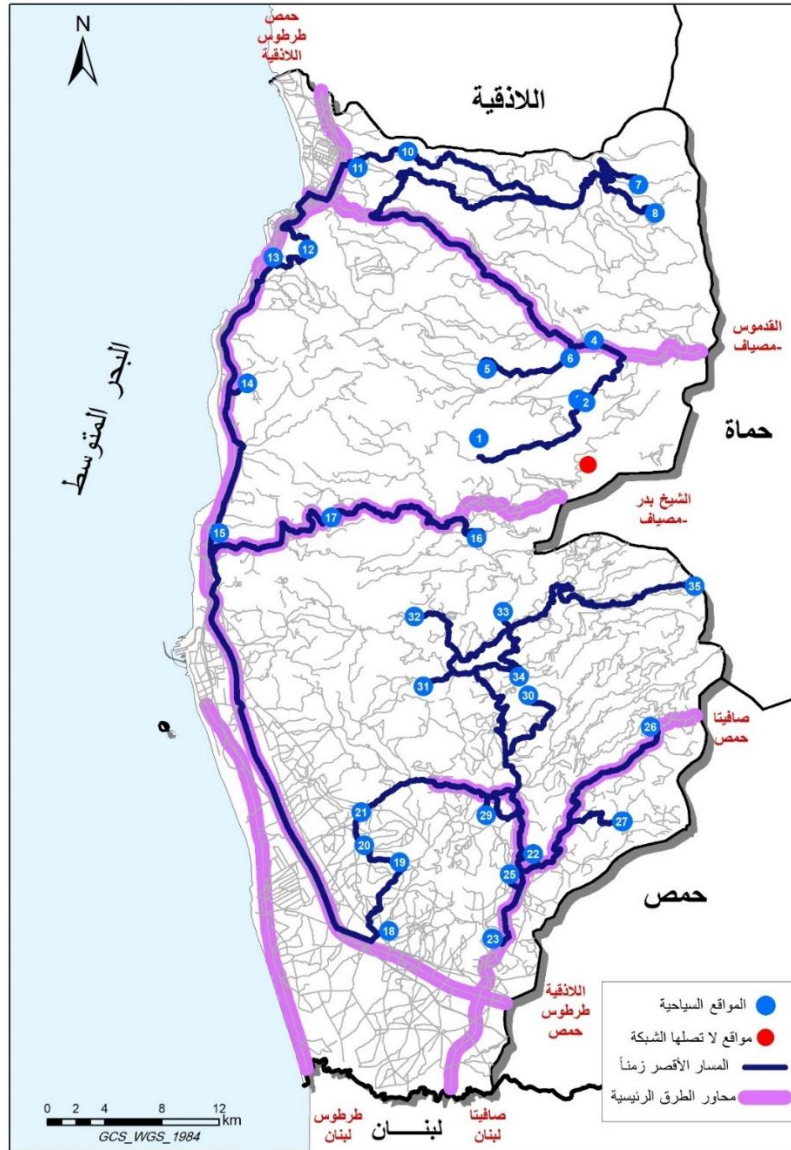 N
حمص
طرطوس
اللاذقية
اللاذقية
10
11
7
8
12
13
القدموس
-مصياف
4
6
5
14
2
1
البحر المتوسط
حماة
الشيخ بدر
-مصياف
17
15
16
35
33
32
34
31
30
صافيتا
حمص
26
21
29
27
20
22
19
25
حمص
18
23
اللاذقية
طرطوس
حمص
المواقع السياحية
مواقع لا تصلها الشبكة
المسار الأقصر زمناً
محاور الطرق الرئيسية
0 2 4 8 12
km
GCS_WGS_1984
طرطوس
لبنان
لبنـــــان
صافيتا
لبنان